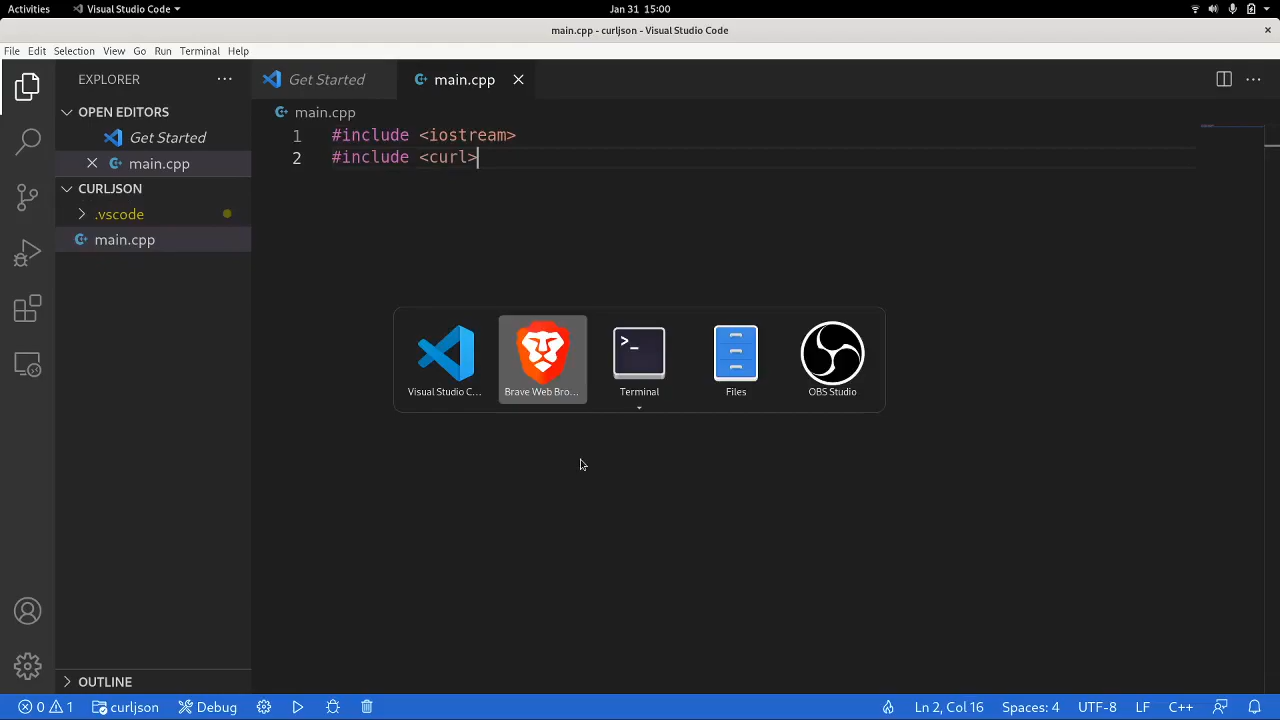 Activities
Visual Studio Code
Jan 31 15:00
main.cpp - curljson - Visual Studio Code
File Edit Selection View Go Run Terminal Help
EXPLORER
OPEN EDITORS
Get Started
main.cpp
CURLJSON
.vscode
main.cpp
OUTLINE
Get Started
main.cpp
main.cpp
1 #include <iostream>
2 #include <curl>
Visual Studio C...
Brave Web Bro...
Terminal
Files
OBS Studio
0 1 curljson Debug
Ln 2, Col 16 Spaces: 4 UTF-8 LF C++